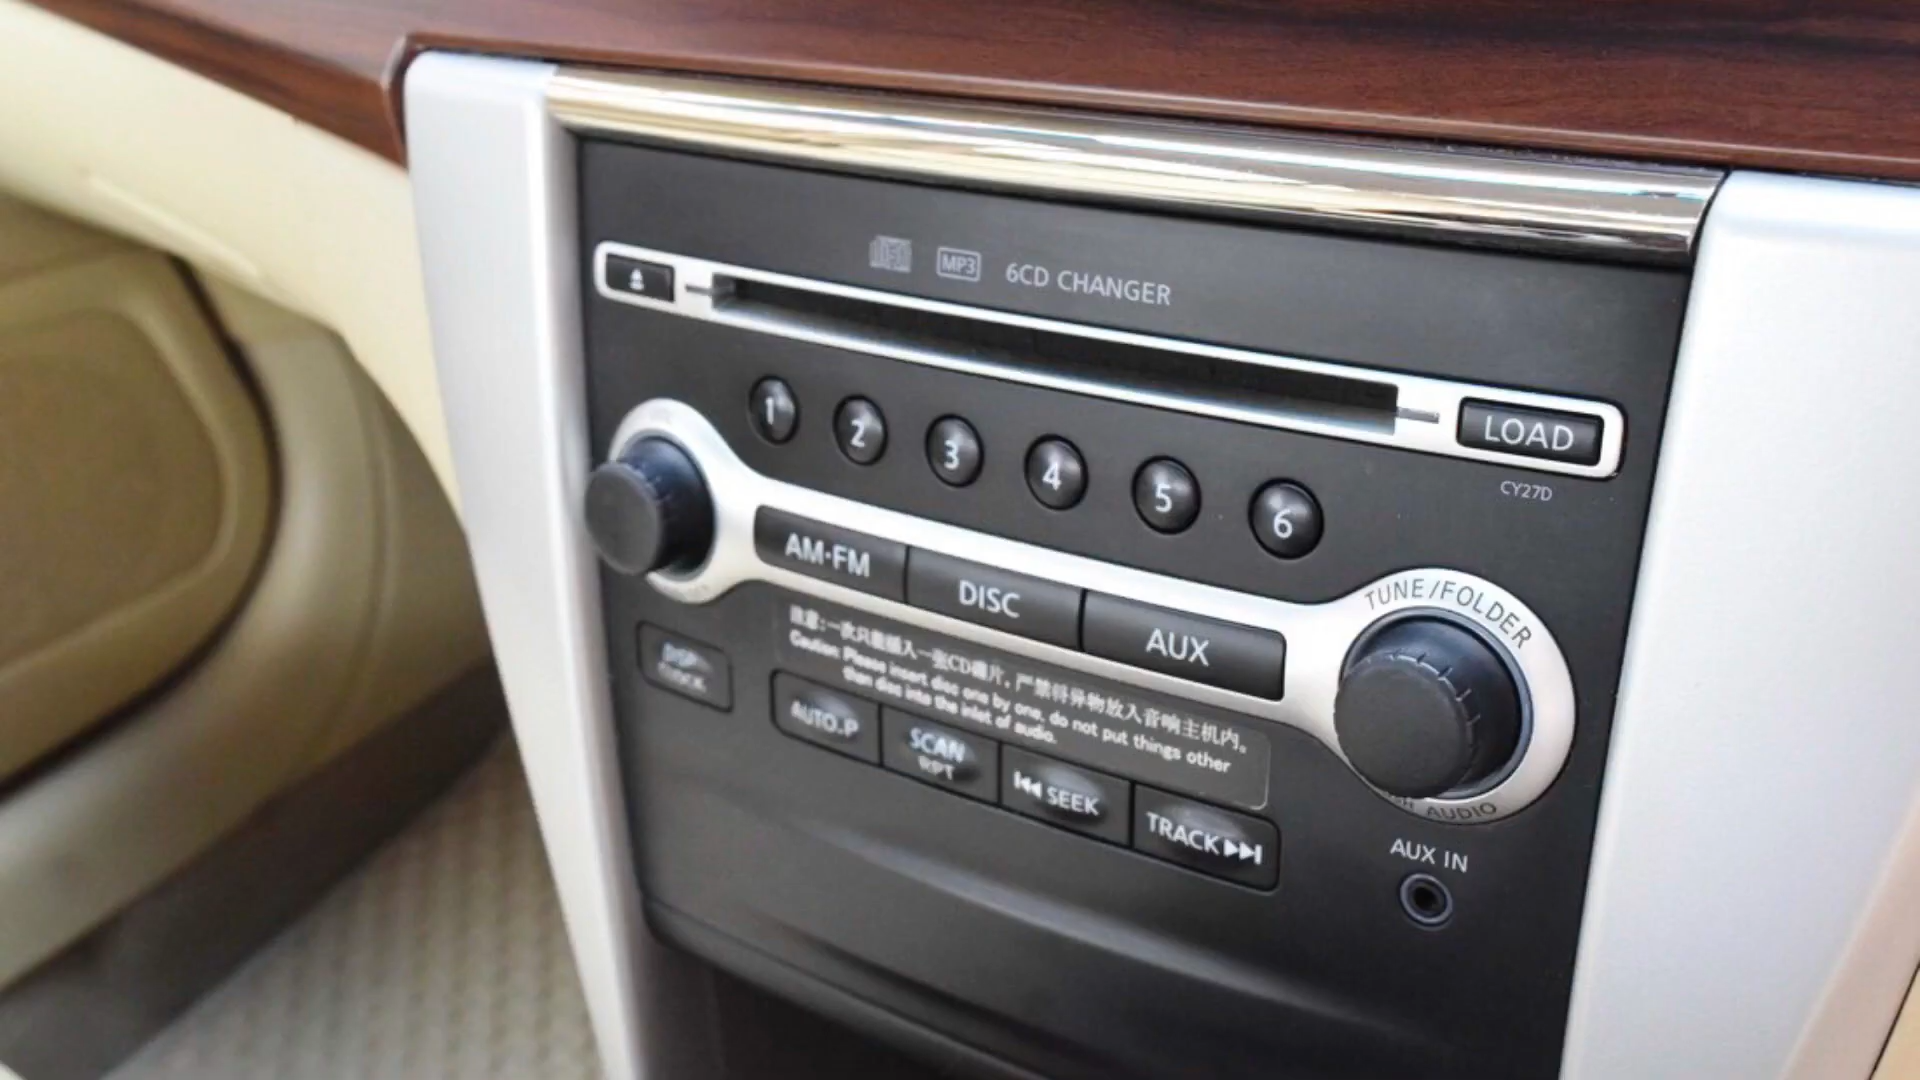 MP3 6CD CHANGER
LOAD
CY27D
1 2 3 4 5 6
AM·FM DISC AUX
TUNE/FOLDER
AUDIO
注意:一次只能插入一张CD碟片，严禁将异物放入音响主机内。
Caution: Please insert disc one by one, do not put things other
then disc into the inlet of audio.
DISP
CLOCK
AUTO.P
SCAN
RPT
SEEK
TRACK
AUX IN